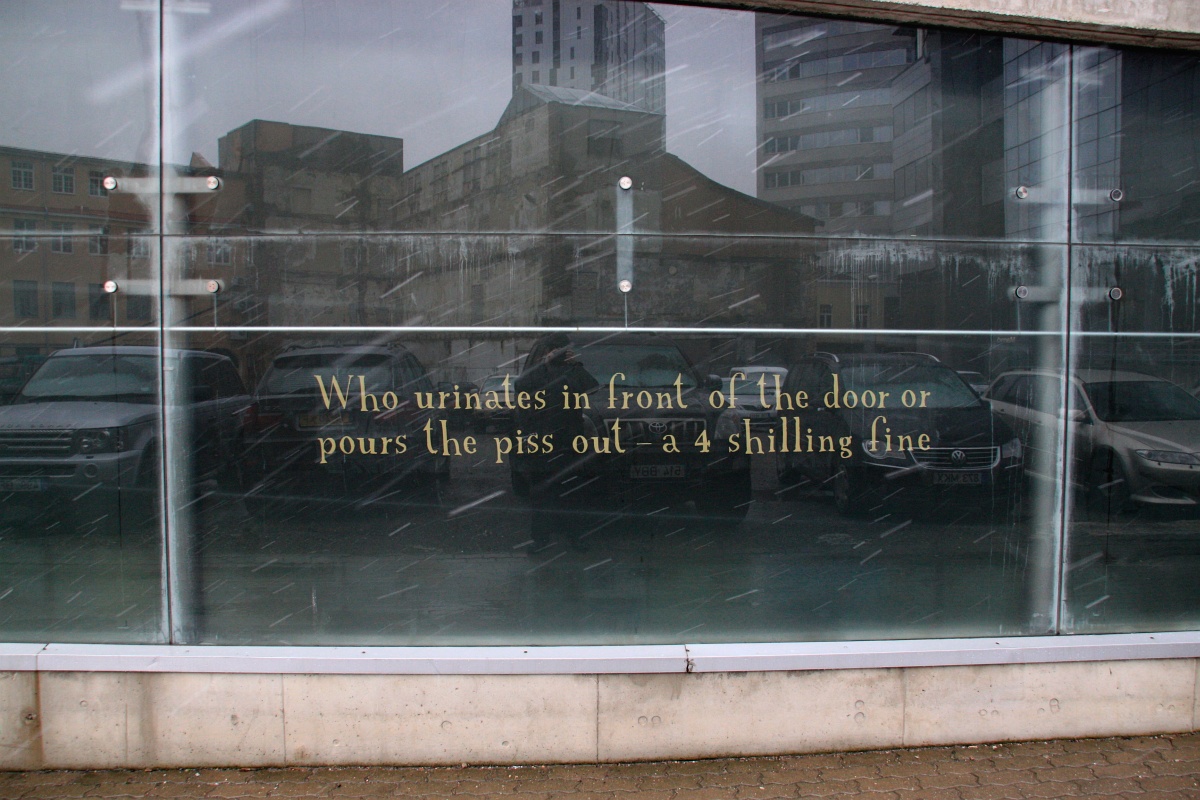 Who urinates in front of the door or
pours the piss out – a 4 shilling fine